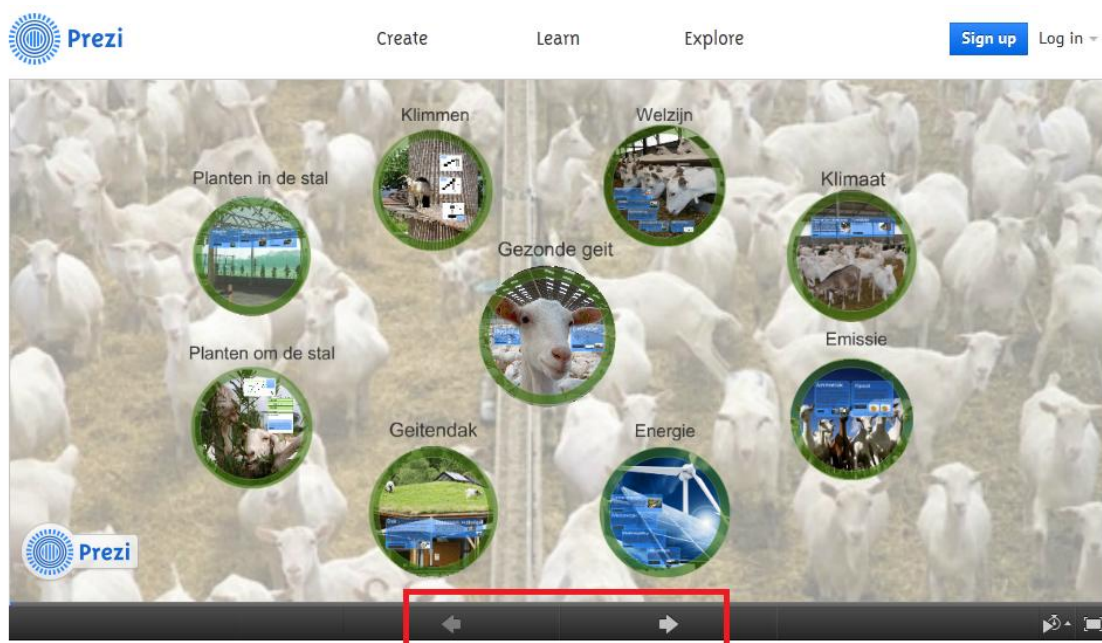 Prezi
Create
Learn
Explore
Sign up
Log in
Klimmen
Welzijn
Planten in de stal
Klimaat
Gezonde geit
Planten om de stal
Emissie
Geitendak
Energie
Prezi